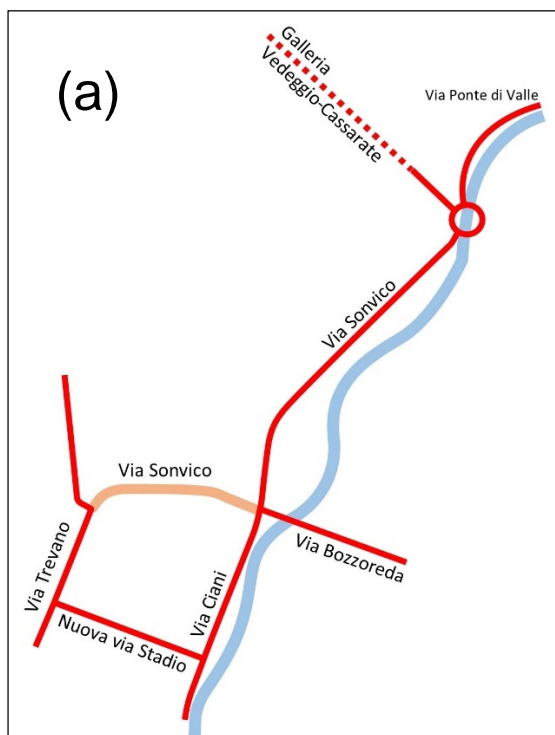 (a)
Galleria
Vedeggio-Cassarate
Via Ponte di Valle
Via Sonvico
Via Sonvico
Via Bozzoreda
Via Trevano
Via Ciani
Nuova via Stadio